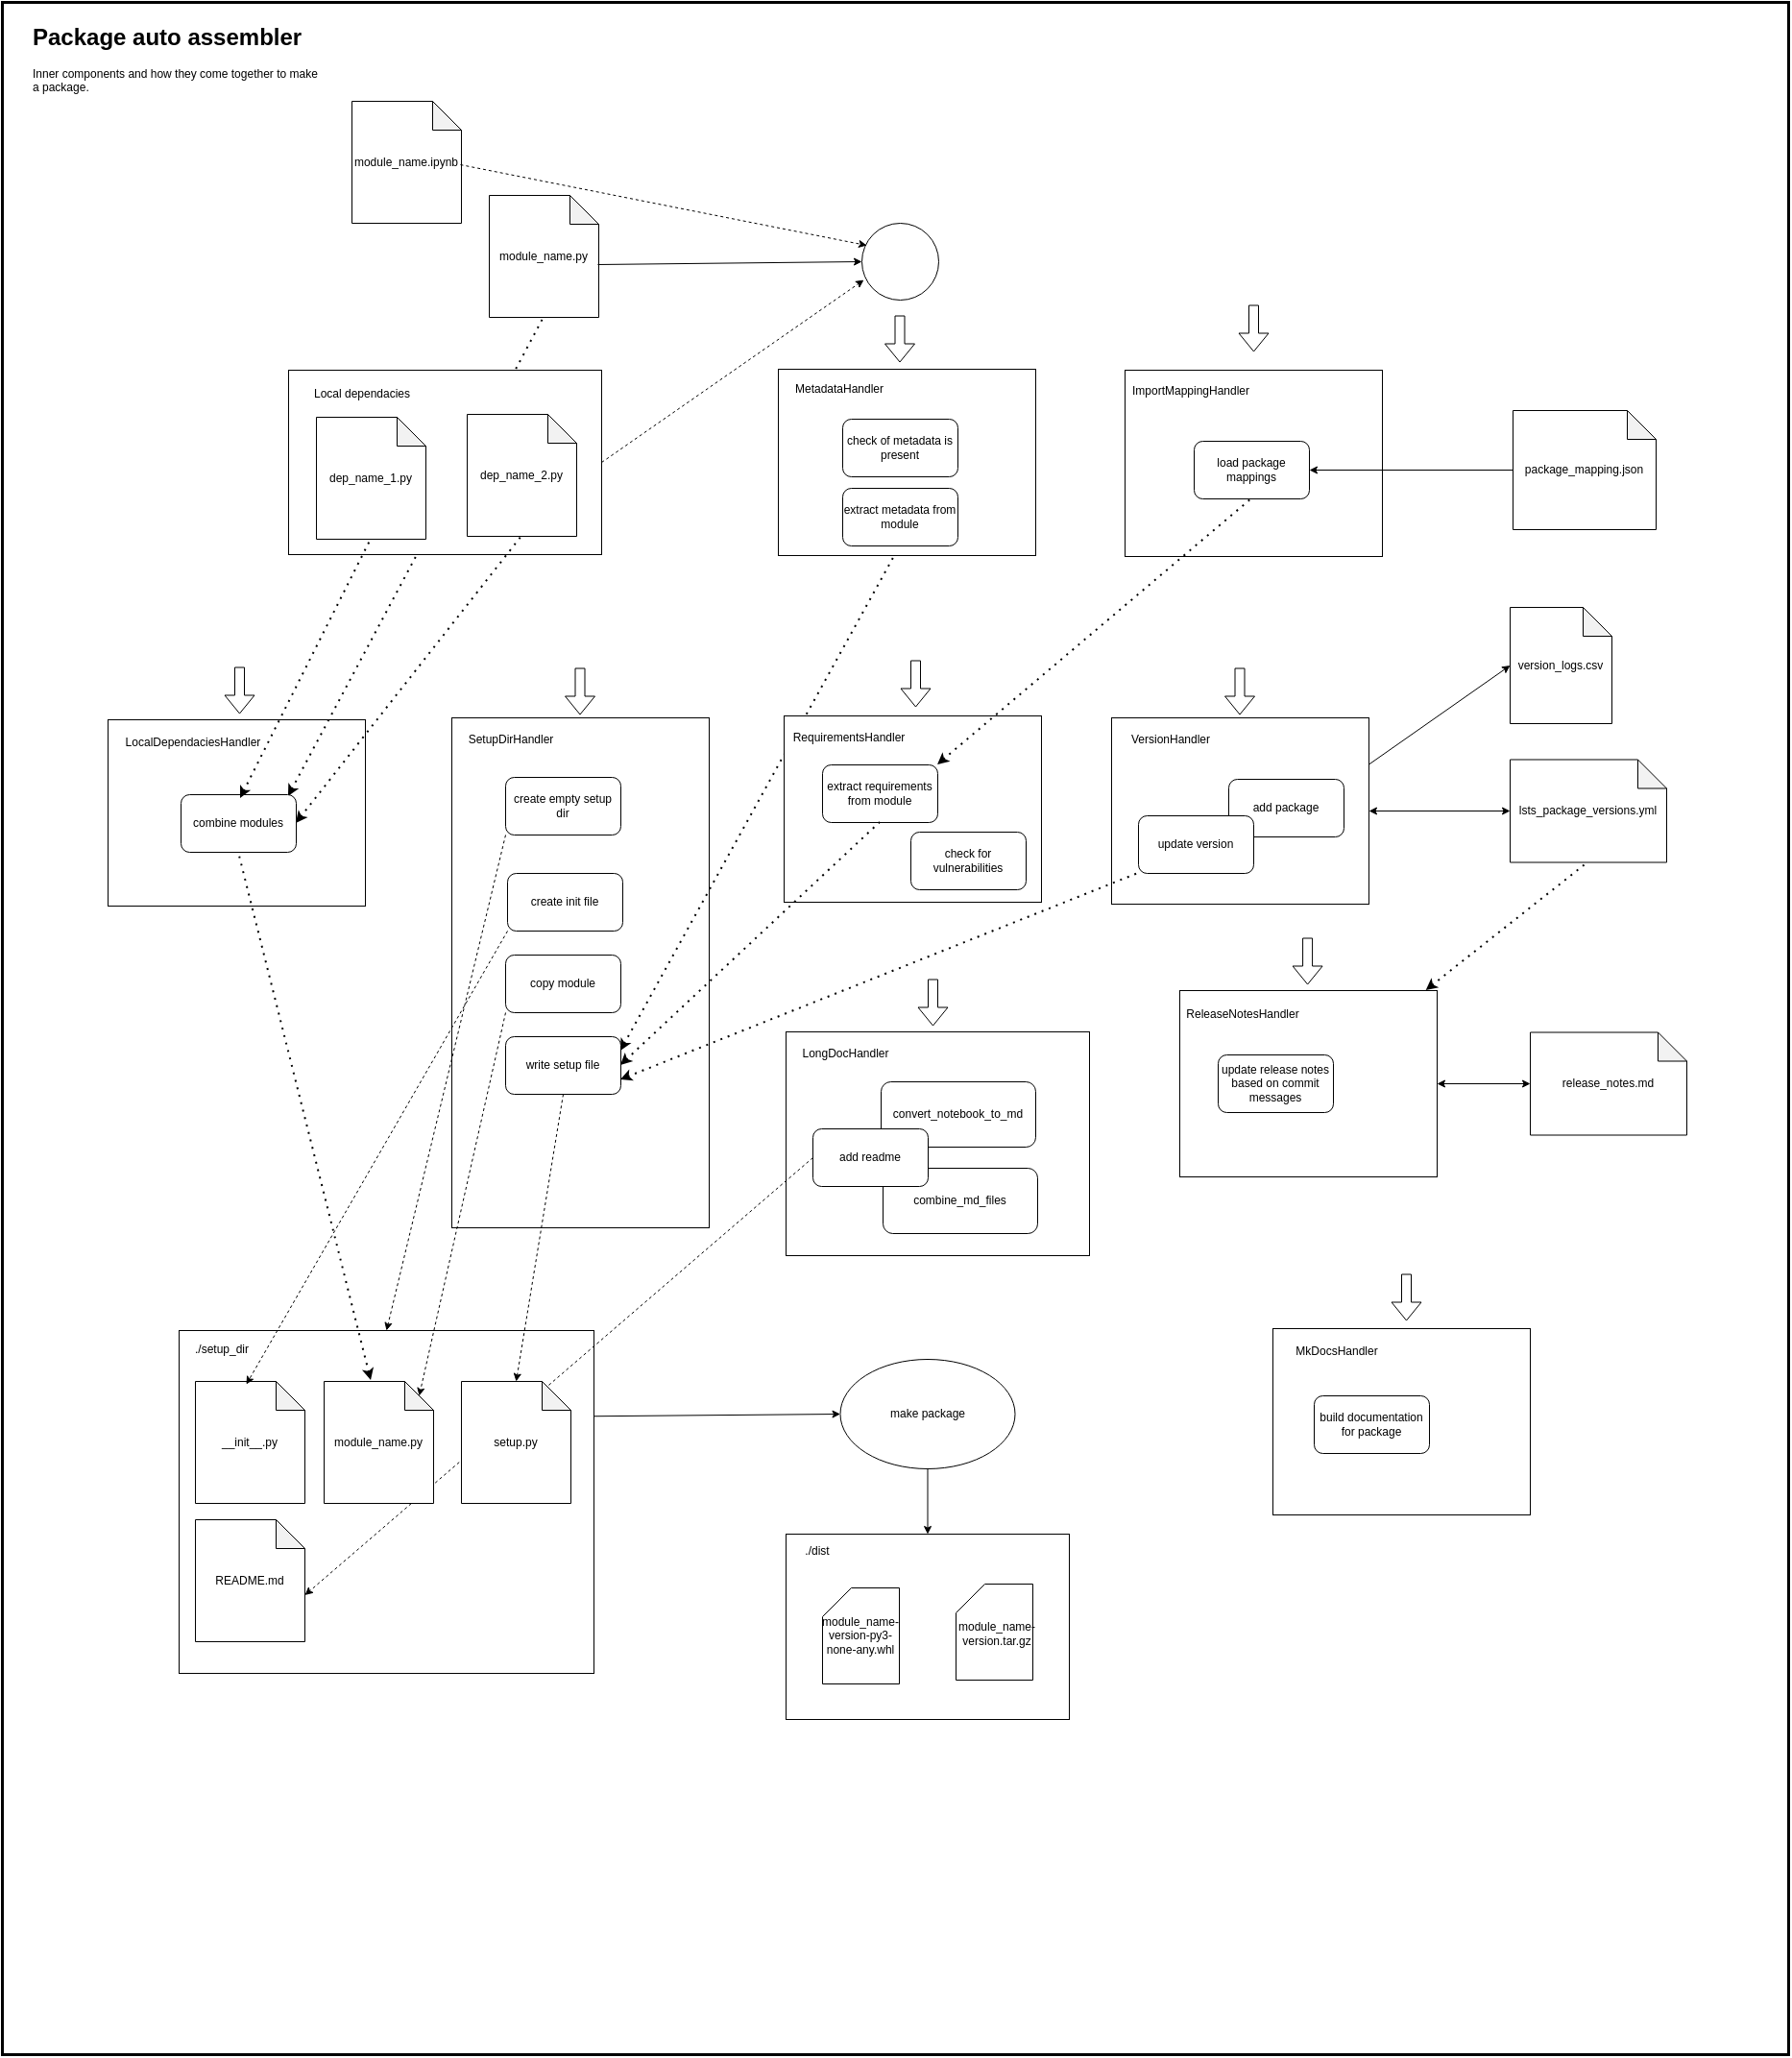 Package auto assembler
Inner components and how they come together to make
a package.
module_name.ipynb
module_name.py
Local dependacies
dep_name_1.py
dep_name_2.py
MetadataHandler
check of metadata is
present
extract metadata from
module
ImportMappingHandler
load package
mappings
package_mapping.json
version_logs.csv
LocalDependaciesHandler
combine modules
SetupDirHandler
create empty setup
dir
create init file
copy module
write setup file
RequirementsHandler
extract requirements
from module
check for
vulnerabilities
VersionHandler
add package
update version
lsts_package_versions.yml
LongDocHandler
convert_notebook_to_md
add readme
combine_md_files
ReleaseNotesHandler
update release notes
based on commit
messages
release_notes.md
./setup_dir
__init__.py
module_name.py
setup.py
README.md
make package
MkDocsHandler
build documentation
for package
./dist
module_name-
version-py3-
none-any.whl
module_name-
version.tar.gz